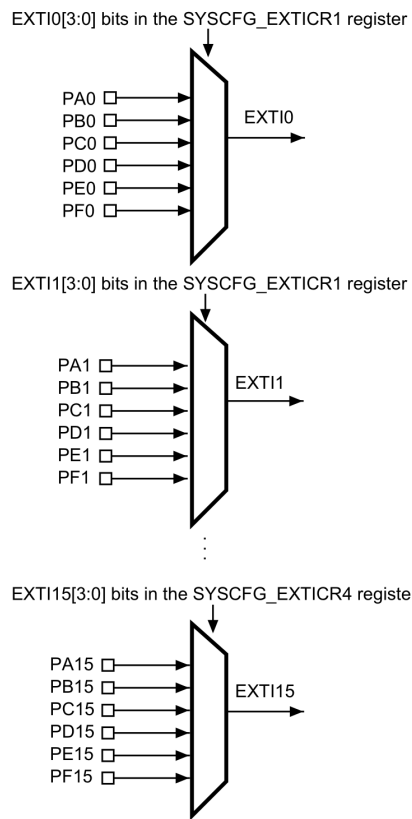 EXTI0[3:0] bits in the SYSCFG_EXTICR1 register
PA0
PB0
PC0
PD0
PE0
PF0
EXTI0
EXTI1[3:0] bits in the SYSCFG_EXTICR1 register
PA1
PB1
PC1
PD1
PE1
PF1
EXTI1
EXTI15[3:0] bits in the SYSCFG_EXTICR4 registe
PA15
PB15
PC15
PD15
PE15
PF15
EXTI15